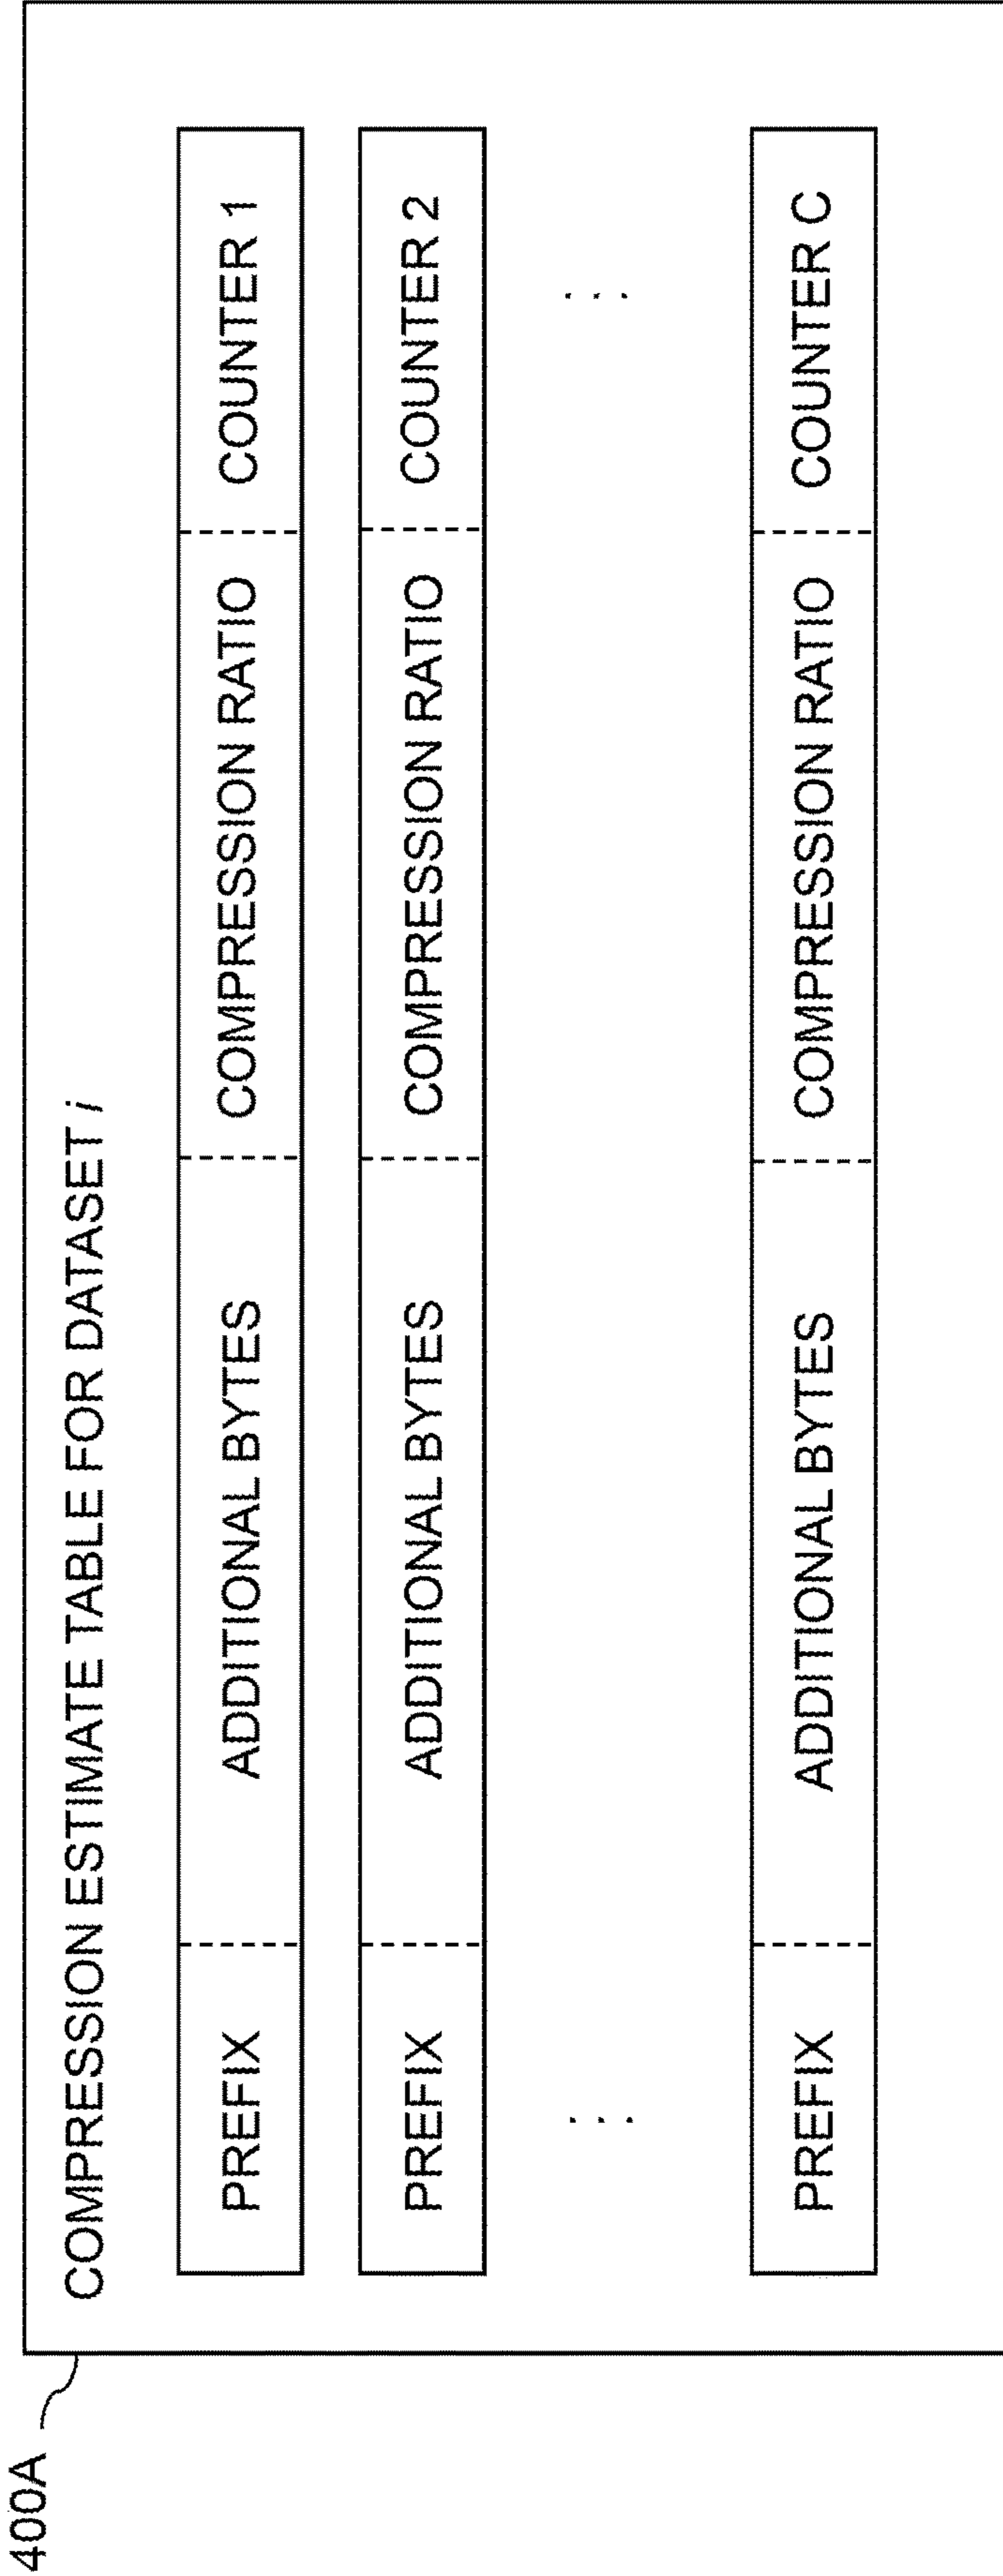 400A
COMPRESSION ESTIMATE TABLE FOR DATASET i
PREFIX ADDITIONAL BYTES COMPRESSION RATIO COUNTER 1
PREFIX ADDITIONAL BYTES COMPRESSION RATIO COUNTER 2
. . . . . .
PREFIX ADDITIONAL BYTES COMPRESSION RATIO COUNTER C